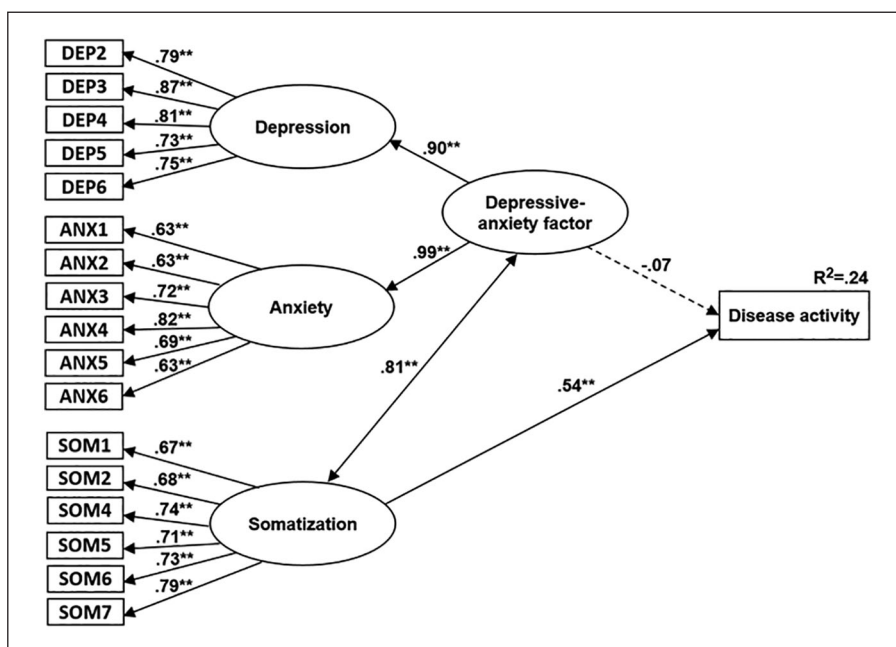 DEP2
.79**
DEP3
.87**
DEP4
.81**
DEP5
.73**
DEP6
.75**
Depression
.90**
Depressive-
anxiety factor
ANX1
.63**
ANX2
.63**
ANX3
.72**
ANX4
.82**
ANX5
.69**
ANX6
.63**
Anxiety
.99**
-.07
R²=.24
Disease activity
.81**
.54**
SOM1
.67**
SOM2
.68**
SOM4
.74**
SOM5
.71**
SOM6
.73**
SOM7
.79**
Somatization